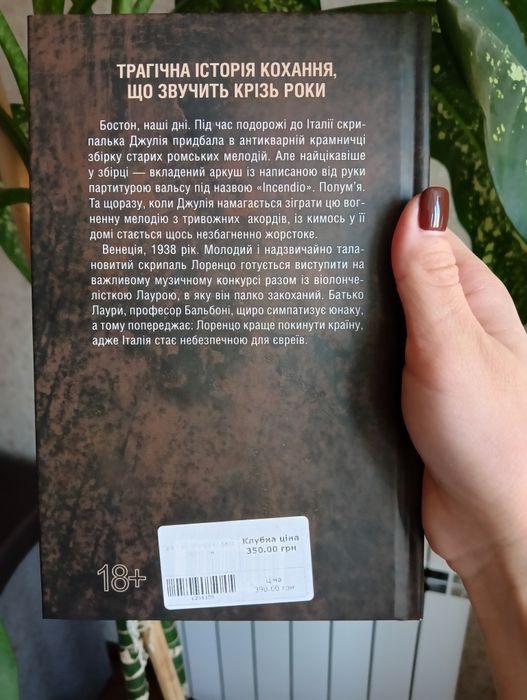 ТРАГІЧНА ІСТОРІЯ КОХАННЯ,
ЩО ЗВУЧИТЬ КРІЗЬ РОКИ
Бостон, наші дні. Під час подорожі до Італії скри-
палька Джулія придбала в антикварній крамничці
збірку старих ромських мелодій. Але найцікавіше
у збірці — вкладений аркуш із написаною від руки
партитурою вальсу під назвою «Incendio». Полум’я.
Та щоразу, коли Джулія намагається зіграти цю вог-
ненну мелодію з тривожних акордів, із кимось у її
домі стається щось незбагненно жорстоке.
Венеція, 1938 рік. Молодий і надзвичайно тала-
новитий скрипаль Лоренцо готується виступити на
важливому музичному конкурсі разом із віолонче-
лісткою Лаурою, в яку він палко закоханий. Батько
Лаури, професор Бальбоні, щиро симпатизує юнаку,
а тому попереджає: Лоренцо краще покинути країну,
адже Італія стає небезпечною для євреїв.
Клубна ціна
350.00 грн
Ціна
390.00 грн
18+